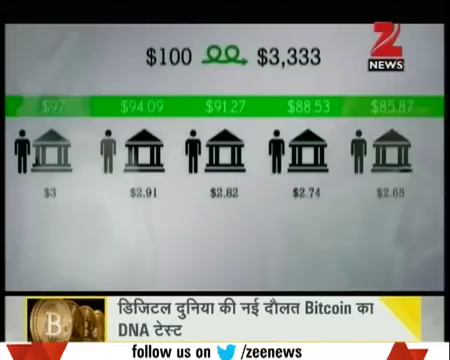 $100 $3,333
Z
NEWS
$97 $94.09 $91.27 $88.53 $85.87
$3 $2.91 $2.82 $2.74 $2.65
डिजिटल दुनिया की नई दौलत Bitcoin का
DNA टेस्ट
follow us on /zeenews